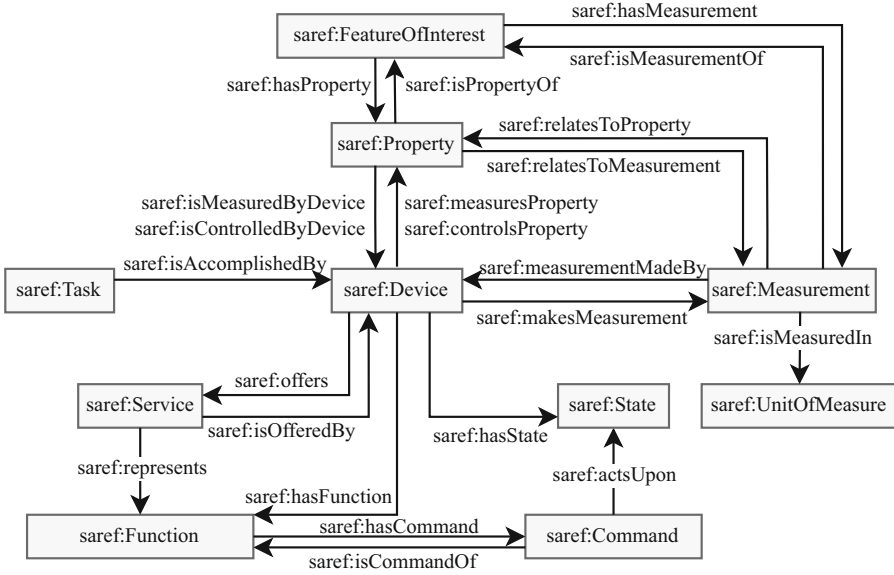 saref:hasMeasurement
saref:FeatureOfInterest
saref:isMeasurementOf
saref:hasProperty
saref:isPropertyOf
saref:relatesToProperty
saref:Property
saref:relatesToMeasurement
saref:isMeasuredByDevice
saref:measuresProperty
saref:isControlledByDevice
saref:controlsProperty
saref:isAccomplishedBy
saref:measurementMadeBy
saref:Task
saref:Device
saref:Measurement
saref:makesMeasurement
saref:isMeasuredIn
saref:offers
saref:Service
saref:State
saref:UnitOfMeasure
saref:isOfferedBy
saref:hasState
saref:represents
saref:actsUpon
saref:hasFunction
saref:hasCommand
saref:Function
saref:Command
saref:isCommandOf